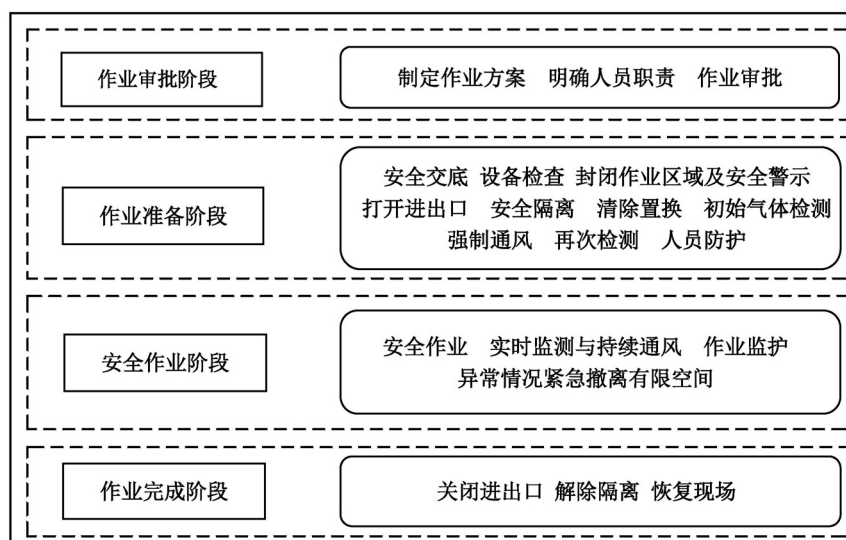 作业审批阶段
制定作业方案 明确人员职责 作业审批
作业准备阶段
安全交底 设备检查 封闭作业区域及安全警示
打开进出口 安全隔离 清除置换 初始气体检测
强制通风 再次检测 人员防护
安全作业阶段
安全作业 实时监测与持续通风 作业监护
异常情况紧急撤离有限空间
作业完成阶段
关闭进出口 解除隔离 恢复现场